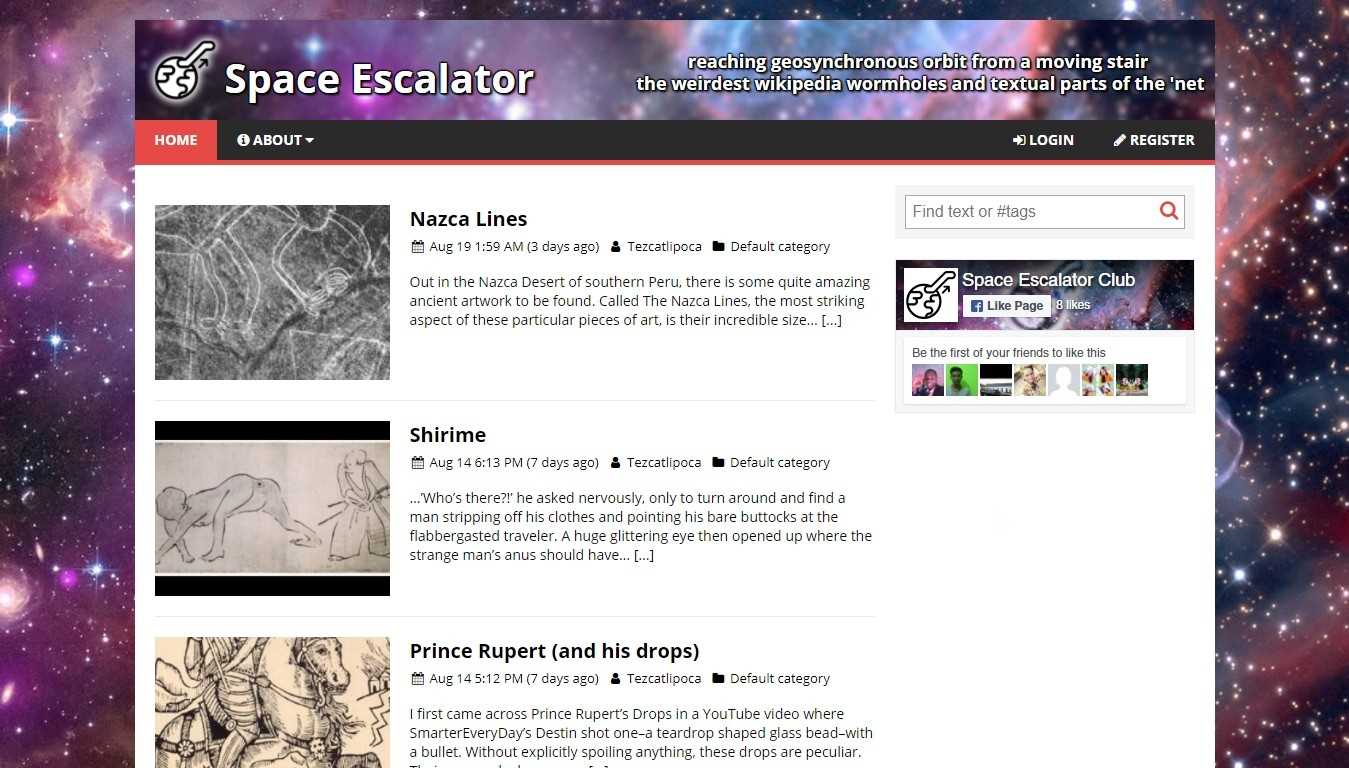 Space Escalator
reaching geosynchronous orbit from a moving stair
the weirdest wikipedia wormholes and textual parts of the 'net
HOME
ABOUT
LOGIN
REGISTER
Nazca Lines
Aug 19 1:59 AM (3 days ago) Tezcatlipoca Default category
Out in the Nazca Desert of southern Peru, there is some quite amazing
ancient artwork to be found. Called The Nazca Lines, the most striking
aspect of these particular pieces of art, is their incredible size... [...]
Shirime
Aug 14 6:13 PM (7 days ago) Tezcatlipoca Default category
...’Who’s there?!’ he asked nervously, only to turn around and find a
man stripping off his clothes and pointing his bare buttocks at the
flabbergasted traveler. A huge glittering eye then opened up where the
strange man’s anus should have... [...]
Prince Rupert (and his drops)
Aug 14 5:12 PM (7 days ago) Tezcatlipoca Default category
I first came across Prince Rupert’s Drops in a YouTube video where
SmarterEveryDay’s Destin shot one–a teardrop shaped glass bead–with
a bullet. Without explicitly spoiling anything, these drops are peculiar.
Find text or #tags
Space Escalator Club
Like Page 8 likes
Be the first of your friends to like this